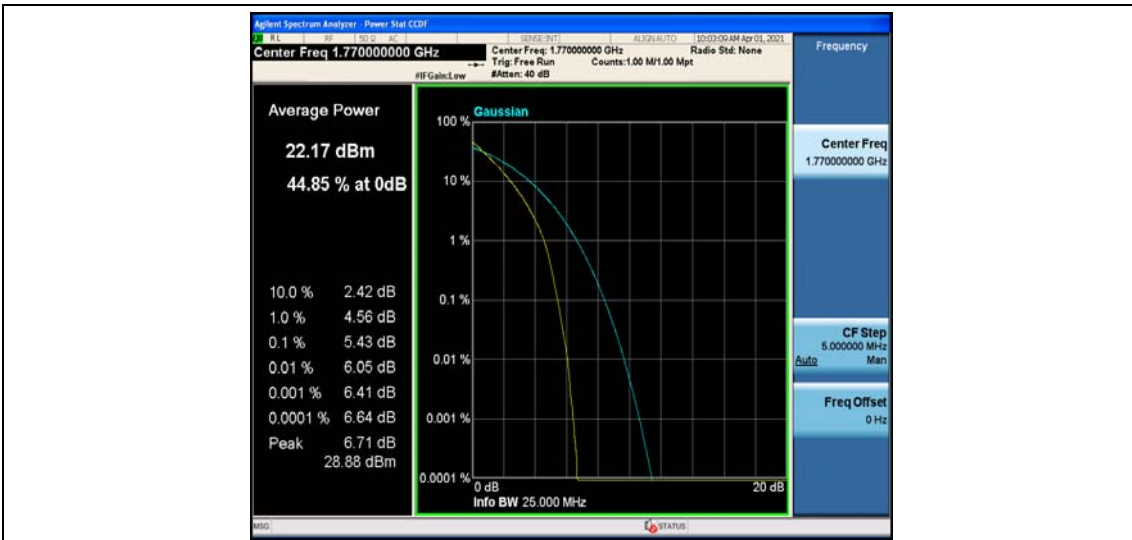 Agilent Spectrum Analyzer - Power Stat CCDF
RL RF 50 Ω AC SENSE:INT ALIGN AUTO 10:03:09 AM Apr 01, 2021
Center Freq 1.770000000 GHz
Center Freq: 1.770000000 GHz Radio Std: None
Trig: Free Run Counts:1.00 M/1.00 Mpt
#IFGain:Low #Atten: 40 dB
Frequency
Average Power
22.17 dBm
44.85 % at 0dB
10.0 % 2.42 dB
1.0 % 4.56 dB
0.1 % 5.43 dB
0.01 % 6.05 dB
0.001 % 6.41 dB
0.0001 % 6.64 dB
Peak 6.71 dB
28.88 dBm
Gaussian
100 %
10 %
1 %
0.1 %
0.01 %
0.001 %
0.0001 %
0 dB 20 dB
Info BW 25.000 MHz
Center Freq
1.770000000 GHz
CF Step
5.000000 MHz
Auto Man
Freq Offset
0 Hz
MSG STATUS